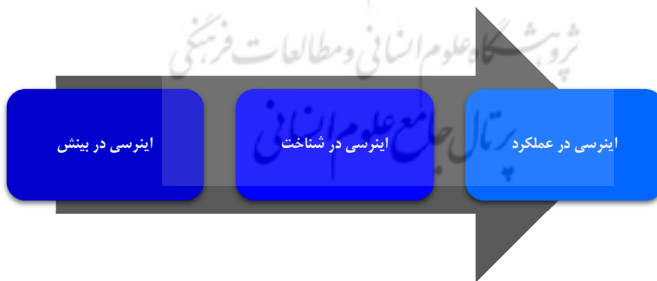 پژوهشگاه علوم انسانی و مطالعات فرهنگی
اینرسی در بینش
اینرسی در شناخت
اینرسی در عملکرد
پرتال جامع علوم انسانی